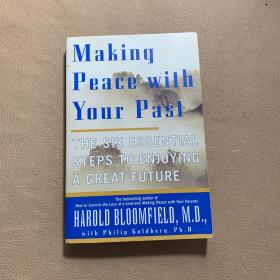 Making
Peace with
Your Past
THE SIX ESSENTIAL
STEPS TO ENJOYING
A GREAT FUTURE
The bestselling author of
How to Survive the Loss of a Love and Making Peace with Your Parents
HAROLD BLOOMFIELD, M.D.,
with Philip Goldberg, Ph.D.